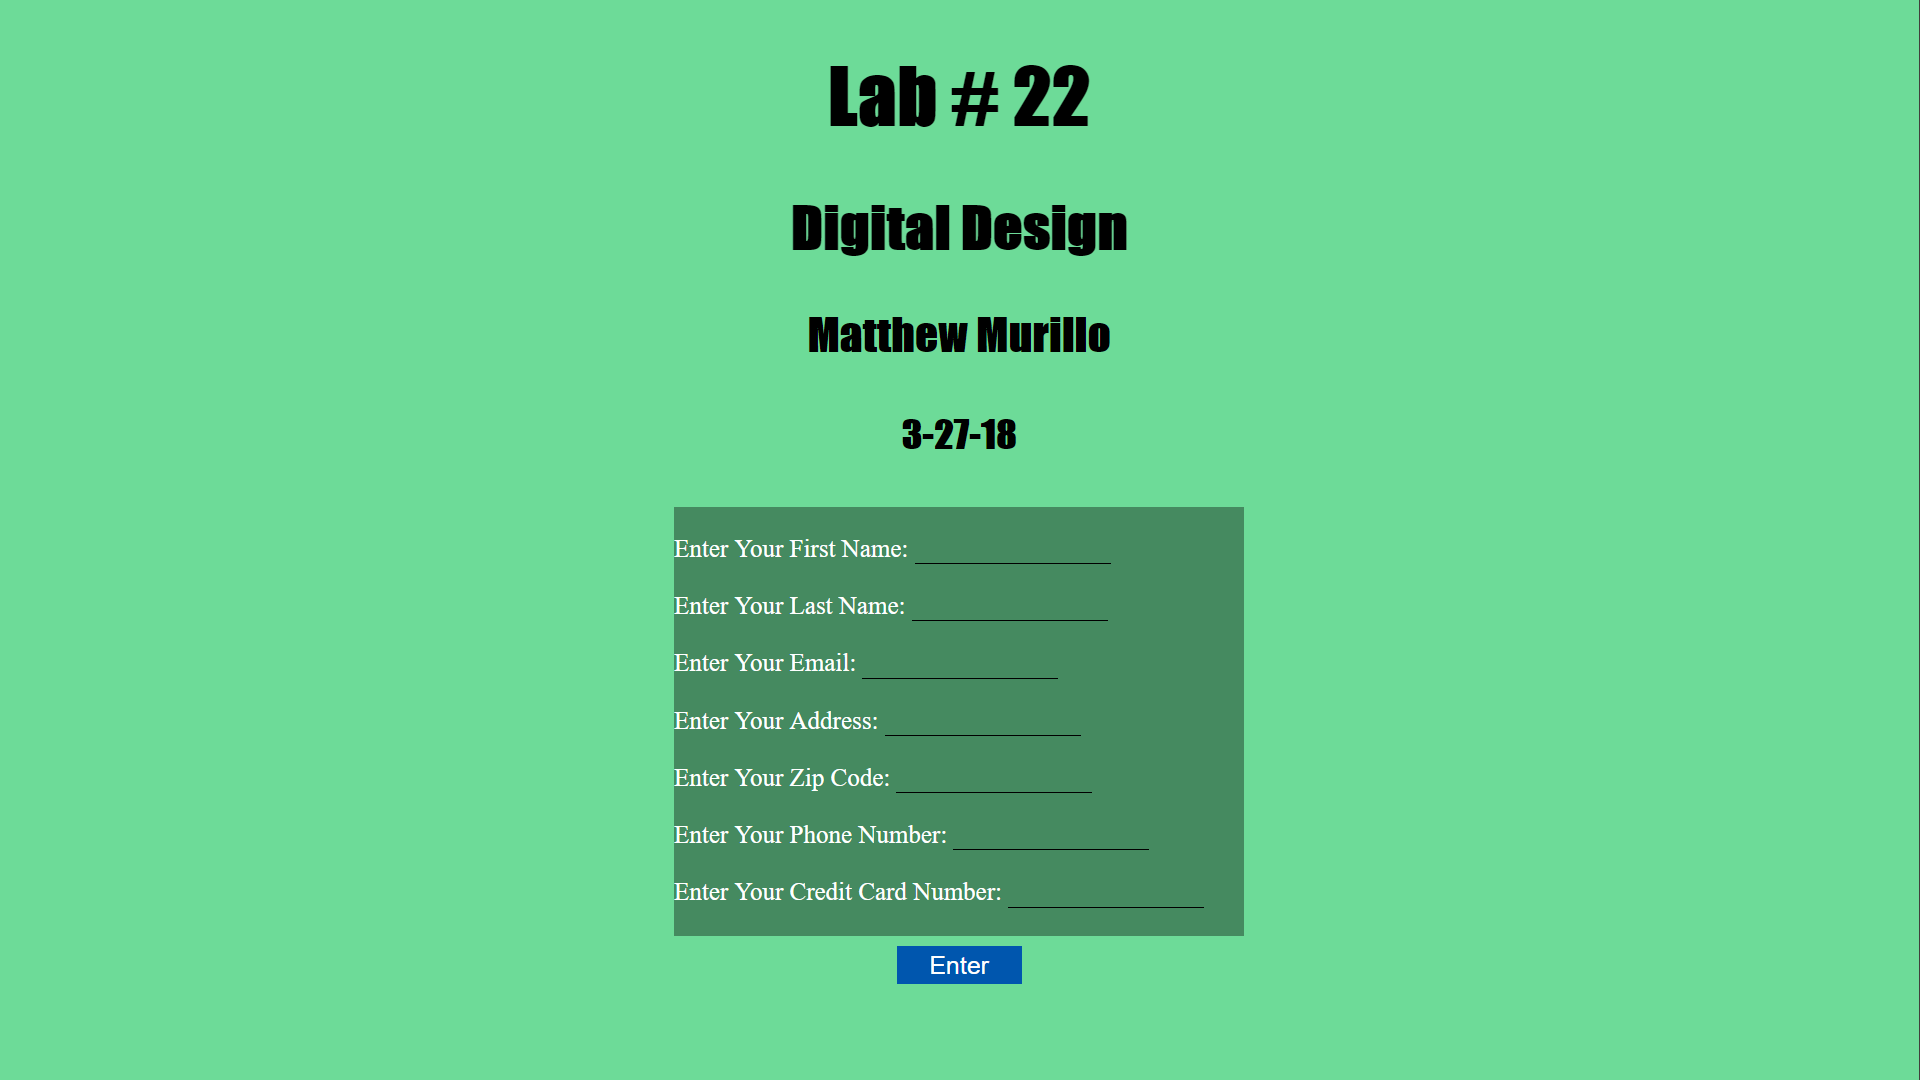 Lab # 22
Digital Design
Matthew Murillo
3-27-18
Enter Your First Name:
Enter Your Last Name:
Enter Your Email:
Enter Your Address:
Enter Your Zip Code:
Enter Your Phone Number:
Enter Your Credit Card Number:
Enter